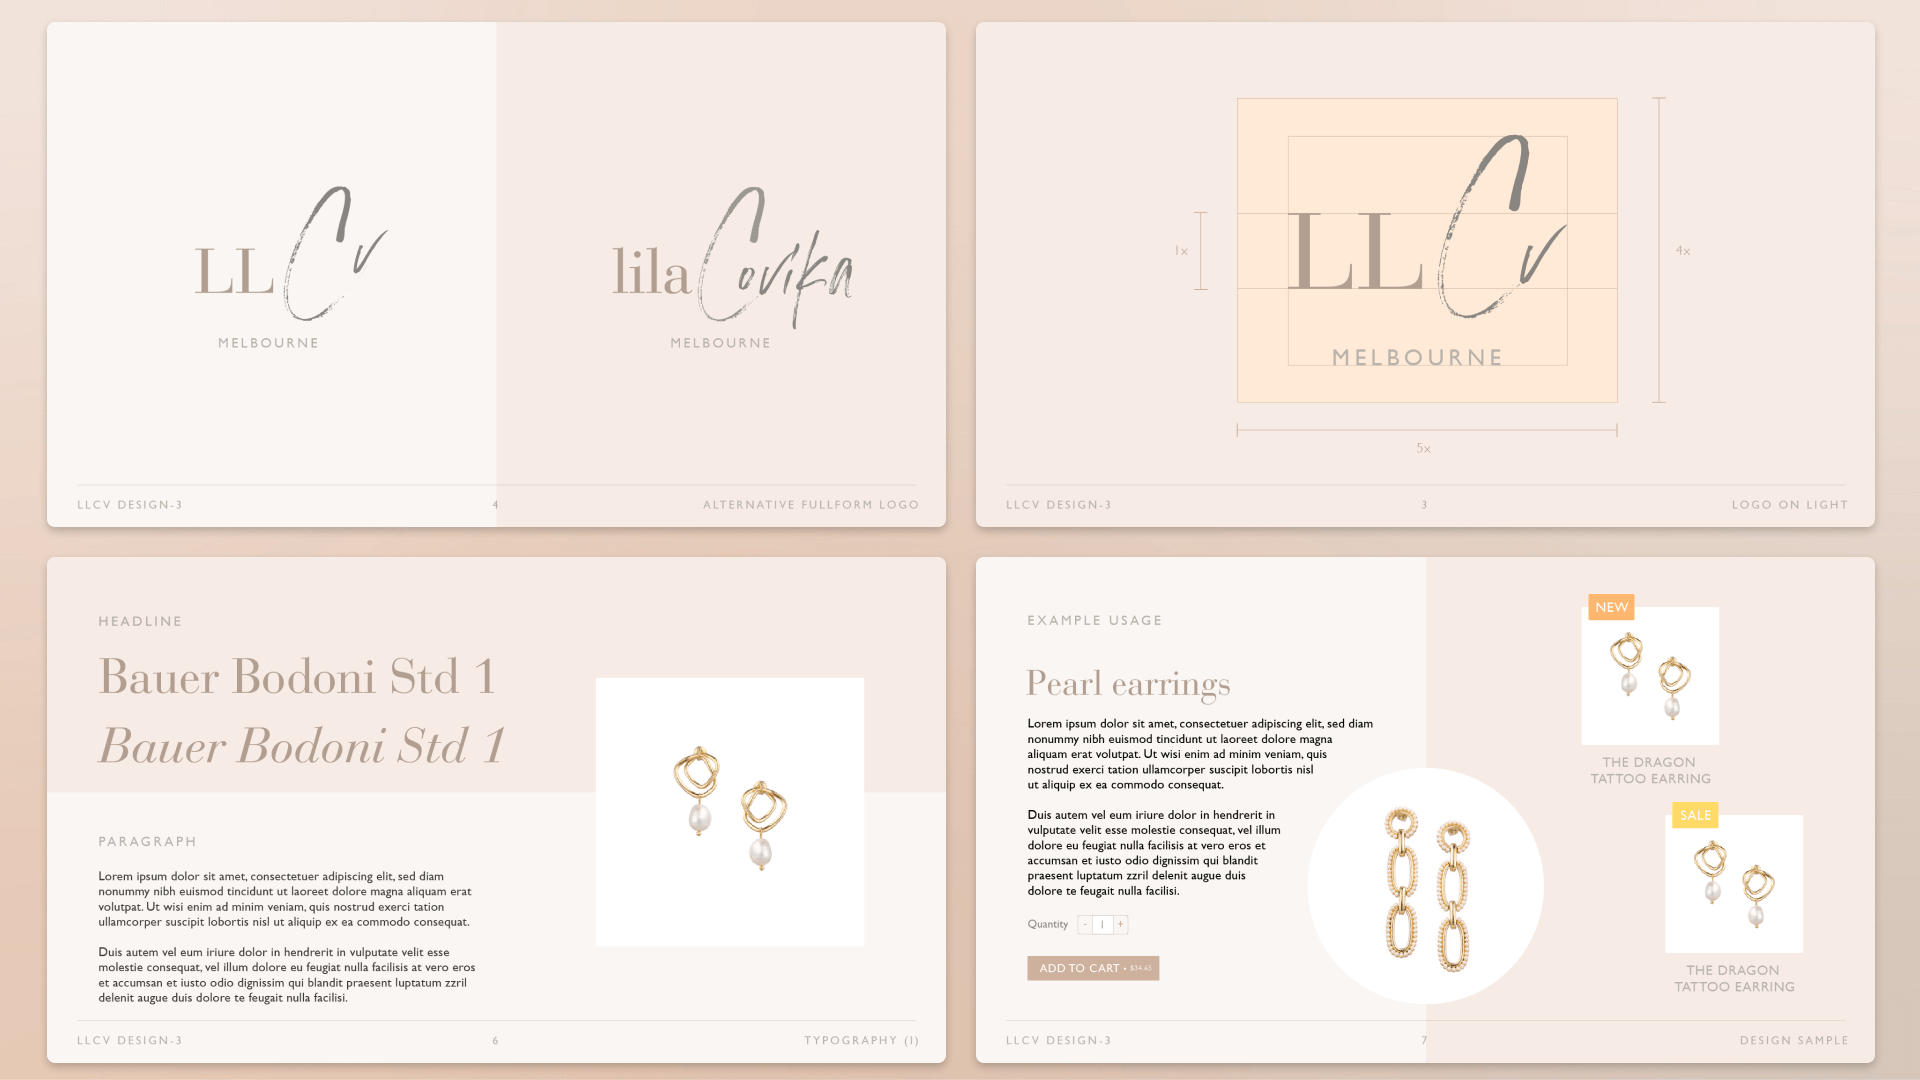 LL Cv
MELBOURNE
lila Covika
MELBOURNE
LLCV DESIGN-3
4
ALTERNATIVE FULLFORM LOGO
1x
LL Cv
MELBOURNE
4x
5x
LLCV DESIGN-3
3
LOGO ON LIGHT
HEADLINE
Bauer Bodoni Std 1
Bauer Bodoni Std 1
PARAGRAPH
Lorem ipsum dolor sit amet, consectetuer adipiscing elit, sed diam
nonummy nibh euismod tincidunt ut laoreet dolore magna aliquam erat
volutpat. Ut wisi enim ad minim veniam, quis nostrud exerci tation
ullamcorper suscipit lobortis nisl ut aliquip ex ea commodo consequat.
Duis autem vel eum iriure dolor in hendrerit in vulputate velit esse
molestie consequat, vel illum dolore eu feugiat nulla facilisis at vero eros
et accumsan et iusto odio dignissim qui blandit praesent luptatum zzril
delenit augue duis dolore te feugait nulla facilisi.
LLCV DESIGN-3
6
TYPOGRAPHY (I)
EXAMPLE USAGE
Pearl earrings
Lorem ipsum dolor sit amet, consectetuer adipiscing elit, sed diam
nonummy nibh euismod tincidunt ut laoreet dolore magna
aliquam erat volutpat. Ut wisi enim ad minim veniam, quis
nostrud exerci tation ullamcorper suscipit lobortis nisl
ut aliquip ex ea commodo consequat.
Duis autem vel eum iriure dolor in hendrerit in
vulputate velit esse molestie consequat, vel illum
dolore eu feugiat nulla facilisis at vero eros et
accumsan et iusto odio dignissim qui blandit
praesent luptatum zzril delenit augue duis
dolore te feugait nulla facilisi.
Quantity - 1 +
ADD TO CART • $34.65
NEW
THE DRAGON
TATTOO EARRING
SALE
THE DRAGON
TATTOO EARRING
LLCV DESIGN-3
7
DESIGN SAMPLE